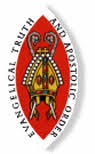 EVANGELICAL TRUTH
AND APOSTOLIC ORDER